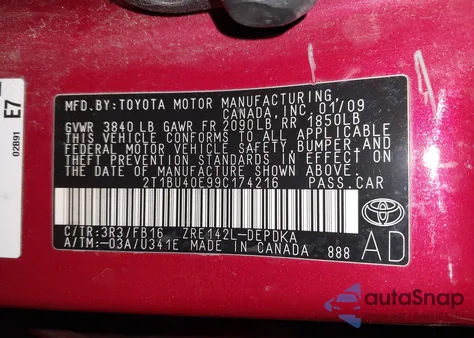 MFD.BY:TOYOTA MOTOR MANUFACTURING,
CANADA, INC. 01/09
GVWR 3840 LB GAWR FR 2090LB RR 1850LB
THIS VEHICLE CONFORMS TO ALL APPLICABLE
FEDERAL MOTOR VEHICLE SAFETY,BUMPER,AND
THEFT PREVENTION STANDARDS IN EFFECT ON
THE DATE OF MANUFACTURE SHOWN ABOVE.
2T1BU40E99C174216 PASS.CAR
C/TR:3R3/FB16 ZRE142L-DEPDKA
A/TM:-03A/U341E MADE IN CANADA 888
TOYOTA
AD
E7
02B91
autoSnap